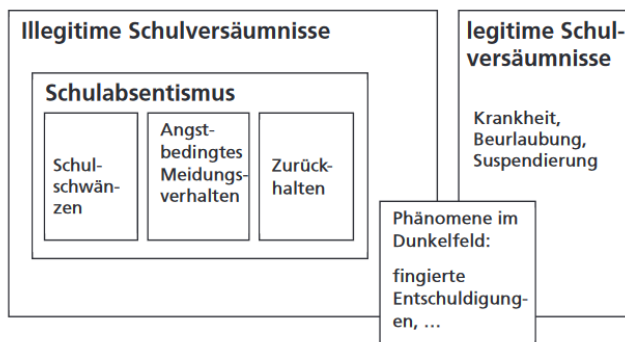 Illegitime Schulversäumnisse
Schulabsentismus
Schul-
schwän-
zen
Angst-
bedingtes
Meidungs-
verhalten
Zurück-
halten
legitime Schul-
versäumnisse
Krankheit,
Beurlaubung,
Suspendierung
Phänomene im
Dunkelfeld:
fingierte
Entschuldigung-
en, ...